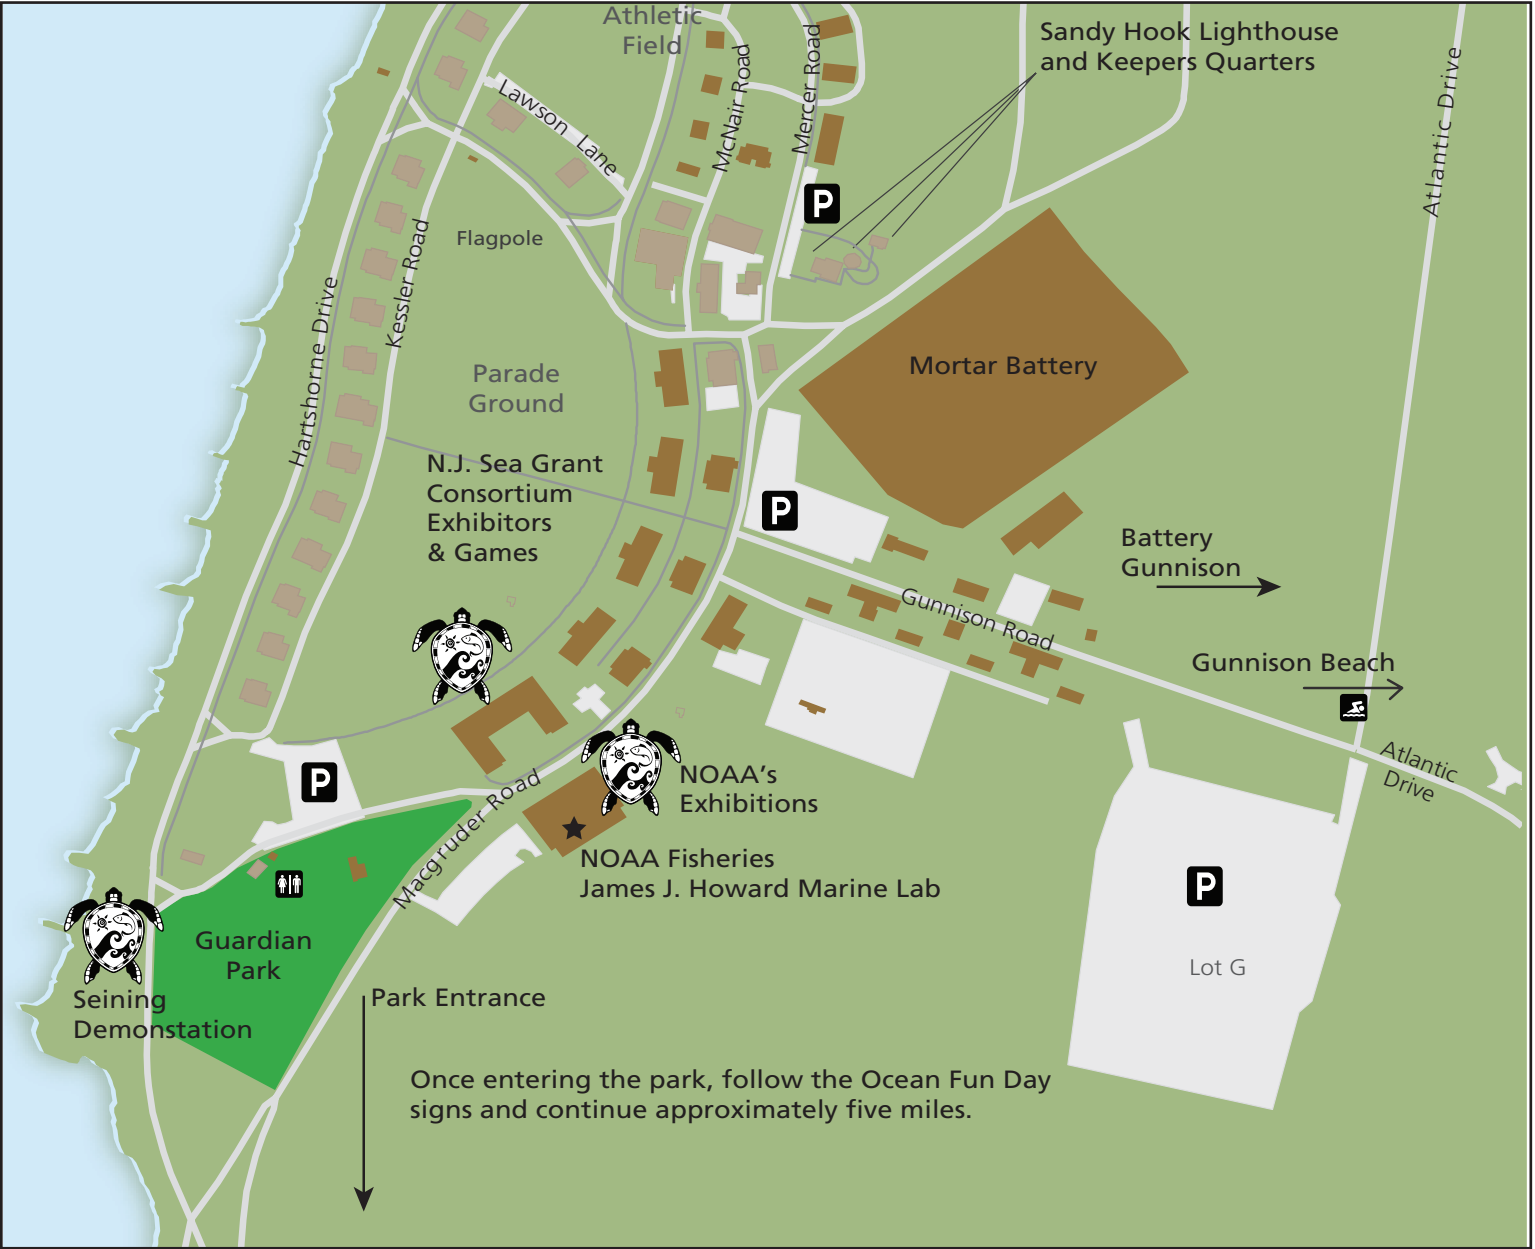 Athletic
Field
Sandy Hook Lighthouse
and Keepers Quarters
Lawson Lane
McNair Road
Mercer Road
P
Atlantic Drive
Flagpole
Hartshorne Drive
Kessler Road
Parade
Ground
Mortar Battery
N.J. Sea Grant
Consortium
Exhibitors
& Games
P
Battery
Gunnison
Gunnison Road
Gunnison Beach
Atlantic
Drive
P
NOAA's
Exhibitions
Macgruder Road
NOAA Fisheries
James J. Howard Marine Lab
P
Lot G
Guardian
Park
Seining
Demonstation
Park Entrance
Once entering the park, follow the Ocean Fun Day
signs and continue approximately five miles.